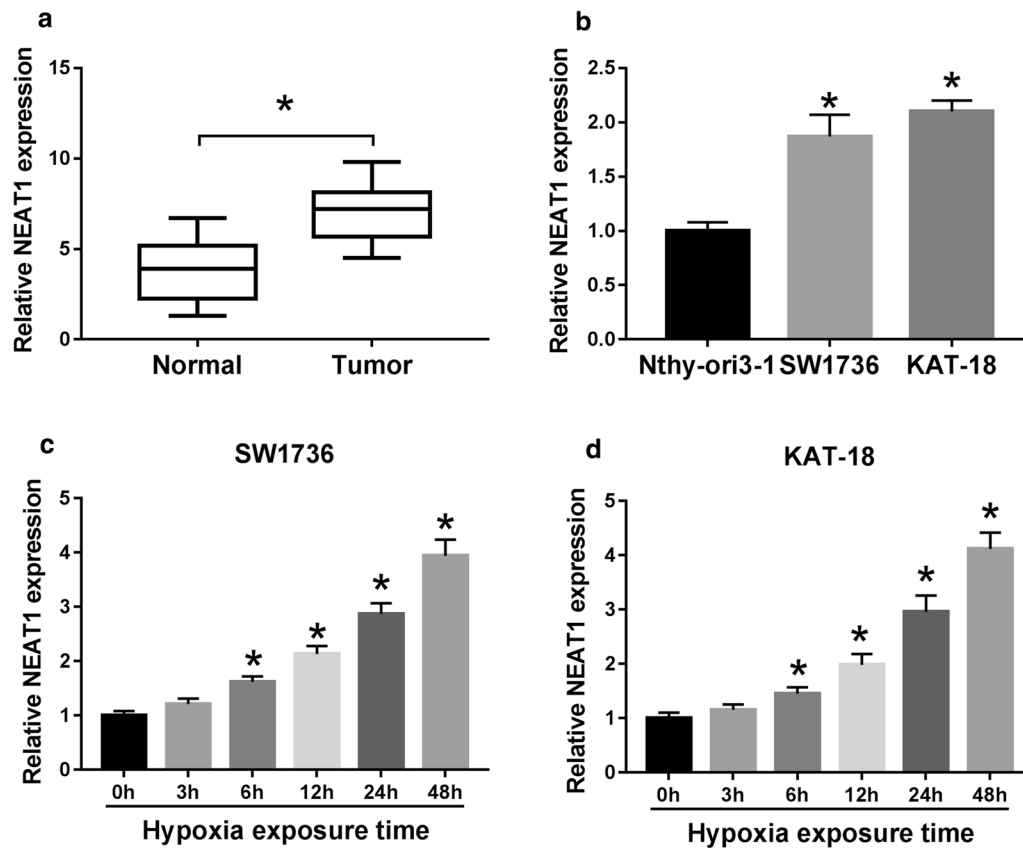 a
Relative NEAT1 expression
15
10
5
0
*
Normal Tumor
b
Relative NEAT1 expression
2.5
2.0
1.5
1.0
0.5
0.0
* *
Nthy-ori3-1 SW1736 KAT-18
c
SW1736
Relative NEAT1 expression
5
4
3
2
1
0
* * * *
0h 3h 6h 12h 24h 48h
Hypoxia exposure time
d
KAT-18
Relative NEAT1 expression
5
4
3
2
1
0
* * * *
0h 3h 6h 12h 24h 48h
Hypoxia exposure time